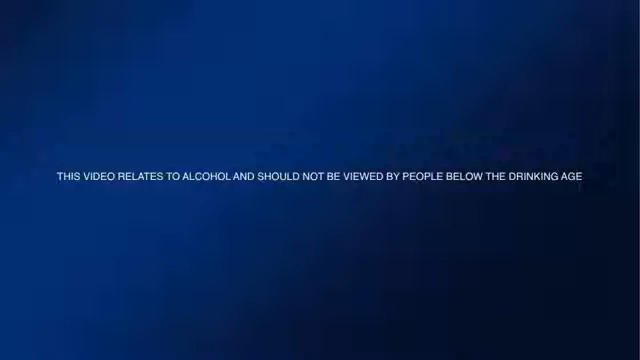 THIS VIDEO RELATES TO ALCOHOL AND SHOULD NOT BE VIEWED BY PEOPLE BELOW THE DRINKING AGE